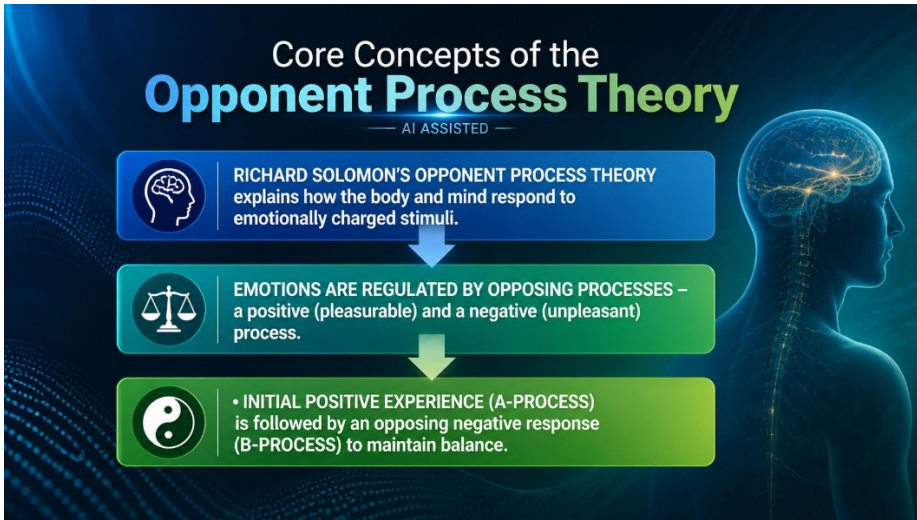 Core Concepts of the
Opponent Process Theory
AI ASSISTED
RICHARD SOLOMON'S OPPONENT PROCESS THEORY
explains how the body and mind respond to
emotionally charged stimuli.
EMOTIONS ARE REGULATED BY OPPOSING PROCESSES –
a positive (pleasurable) and a negative (unpleasant)
process.
• INITIAL POSITIVE EXPERIENCE (A-PROCESS)
is followed by an opposing negative response
(B-PROCESS) to maintain balance.